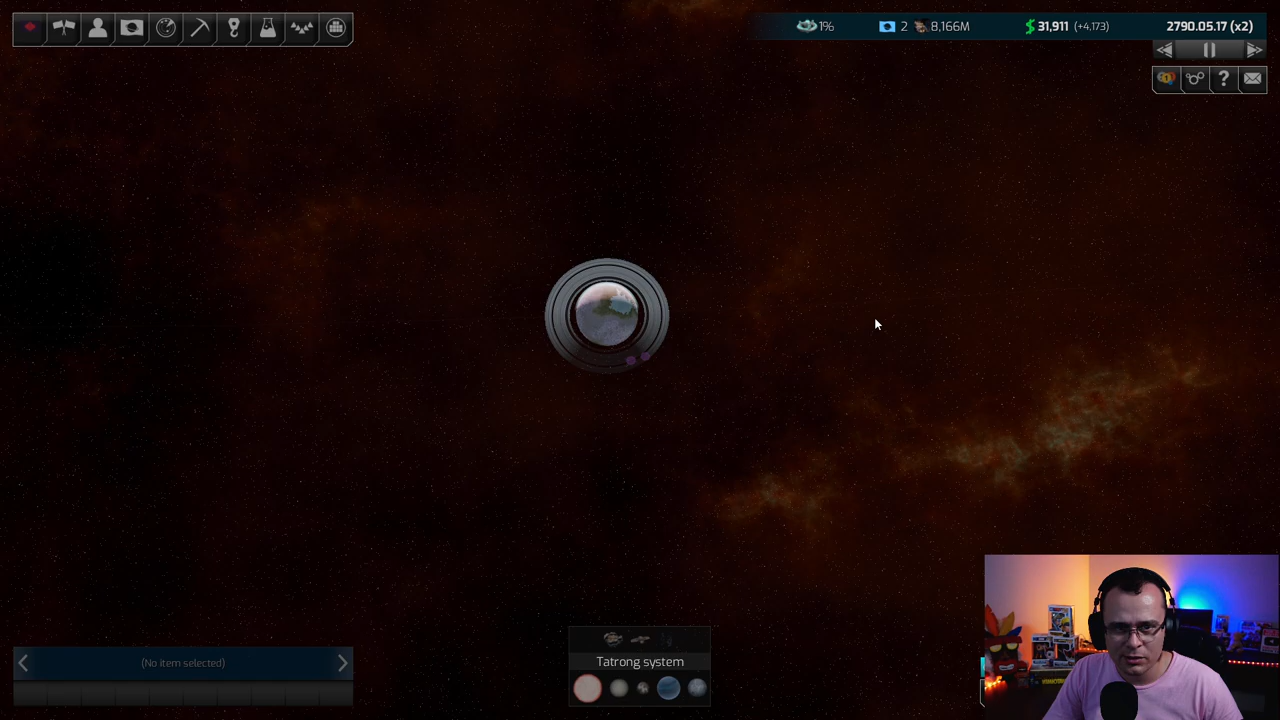 1%
2
8,166M
31,911 (+4,173)
2790.05.17 (x2)
(No item selected)
Tatrong system